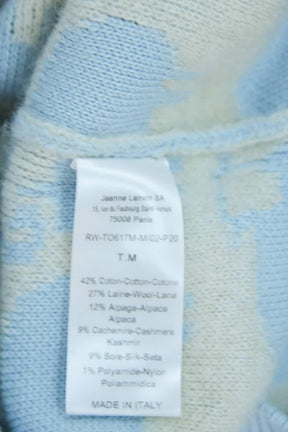 Jeanne Lanvin SA
15, rue du Faubourg Saint Honoré
75008 Paris
RW-TO617M-MI02-P20
T.M
42% Coton-Cotton-Cotone
27% Laine-Wool-Lana
12% Alpaga-Alpaca
Alpaca
9% Cachemire-Cashmere
Kashmir
9% Soie-Silk-Seta
1% Polyamide-Nylon
Poliammidica
MADE IN ITALY